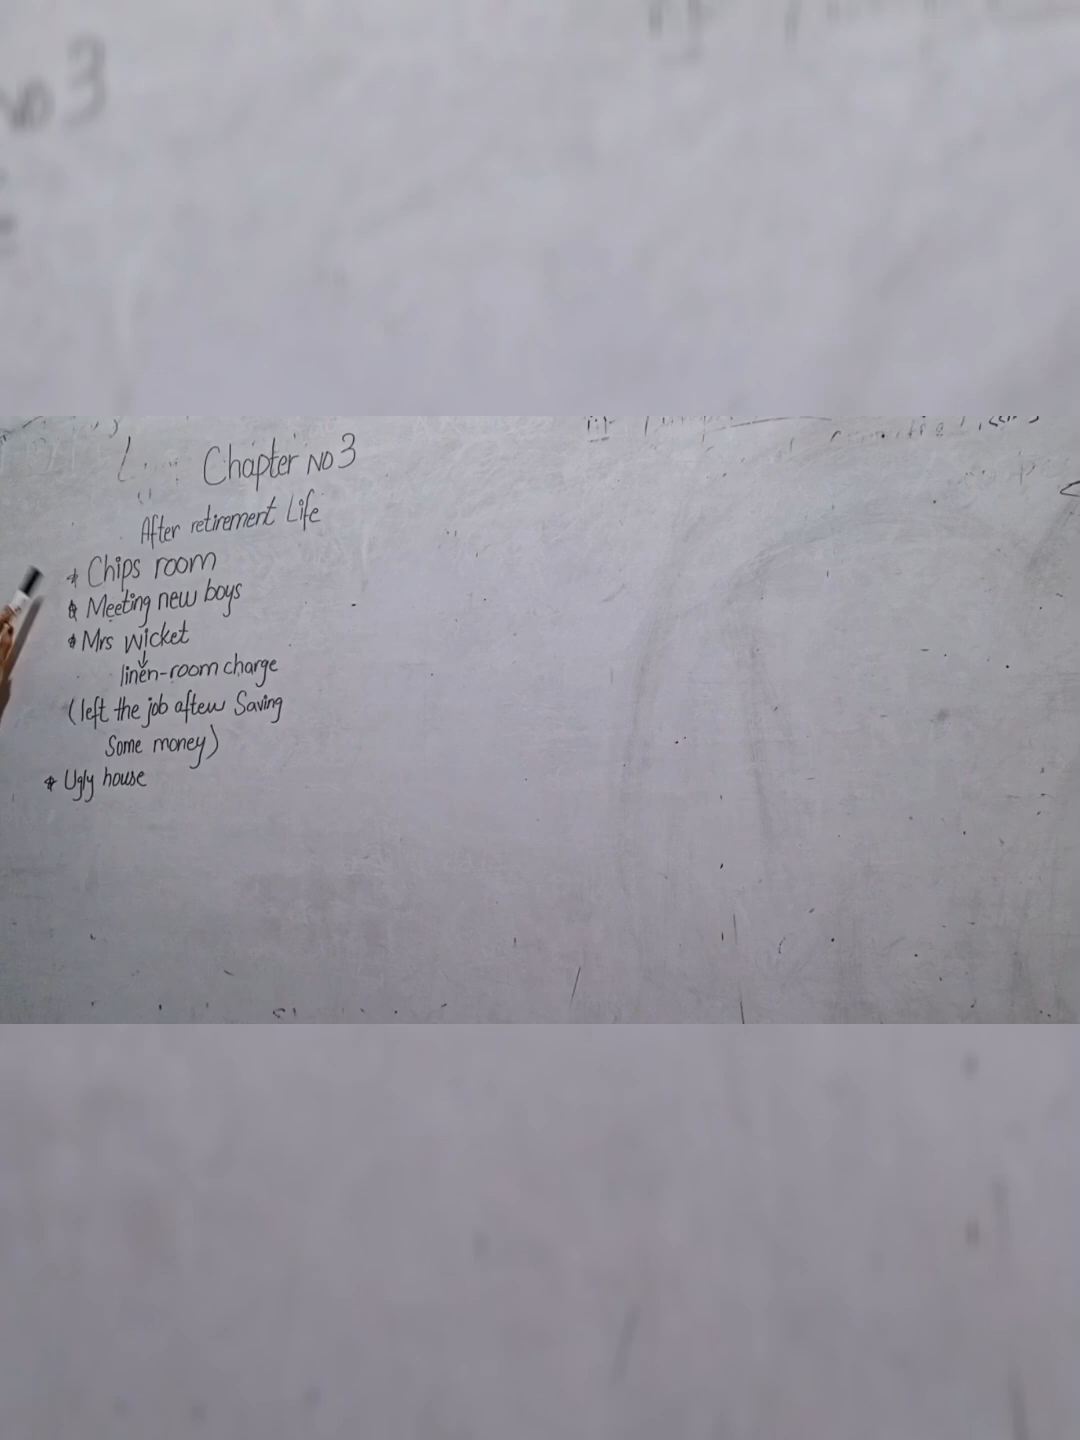 Chapter No 3
After retirement Life
* Chips room
* Meeting new boys
* Mrs Wicket
↓
linen-room charge
(left the job aftew Saving
Some money)
* Ugly house